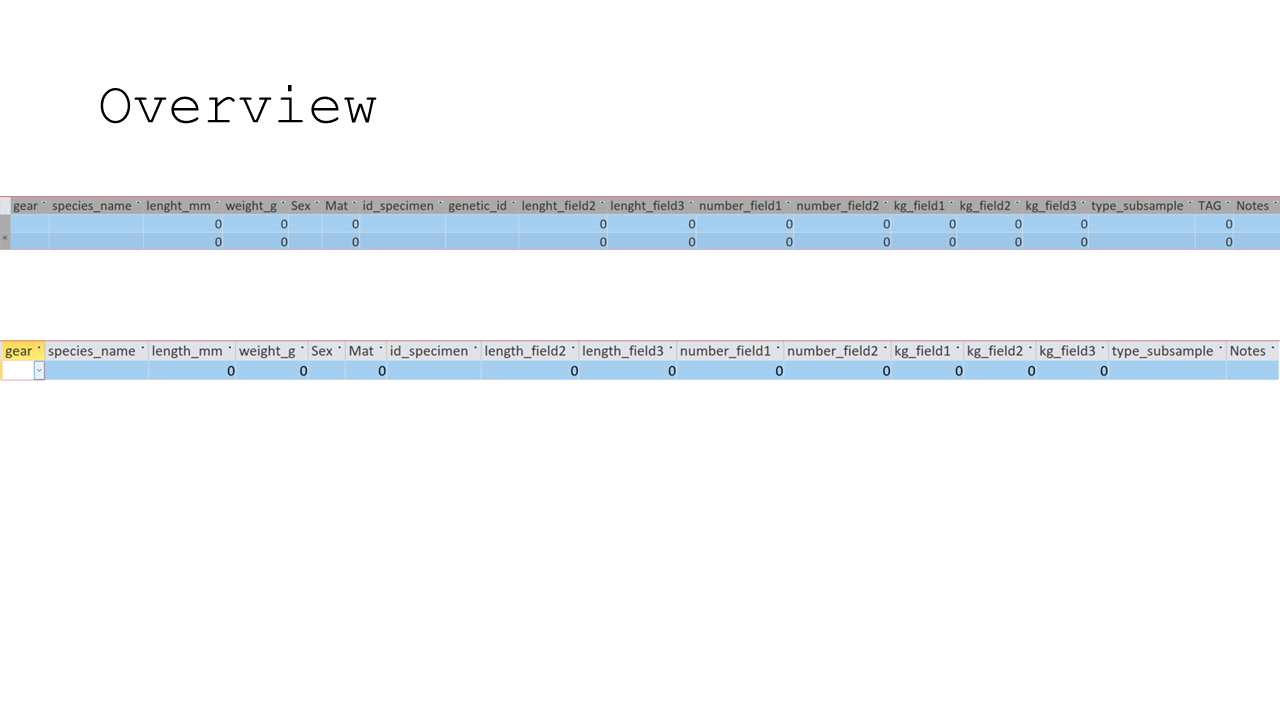 Overview
gear species_name lenght_mm weight_g Sex Mat id_specimen genetic_id lenght_field2 lenght_field3 number_field1 number_field2 kg_field1 kg_field2 kg_field3 type_subsample TAG Notes
0 0 0 0 0 0 0 0 0 0 0
0 0 0 0 0 0 0 0 0 0 0
gear species_name length_mm weight_g Sex Mat id_specimen length_field2 length_field3 number_field1 number_field2 kg_field1 kg_field2 kg_field3 type_subsample Notes
0 0 0 0 0 0 0 0 0 0